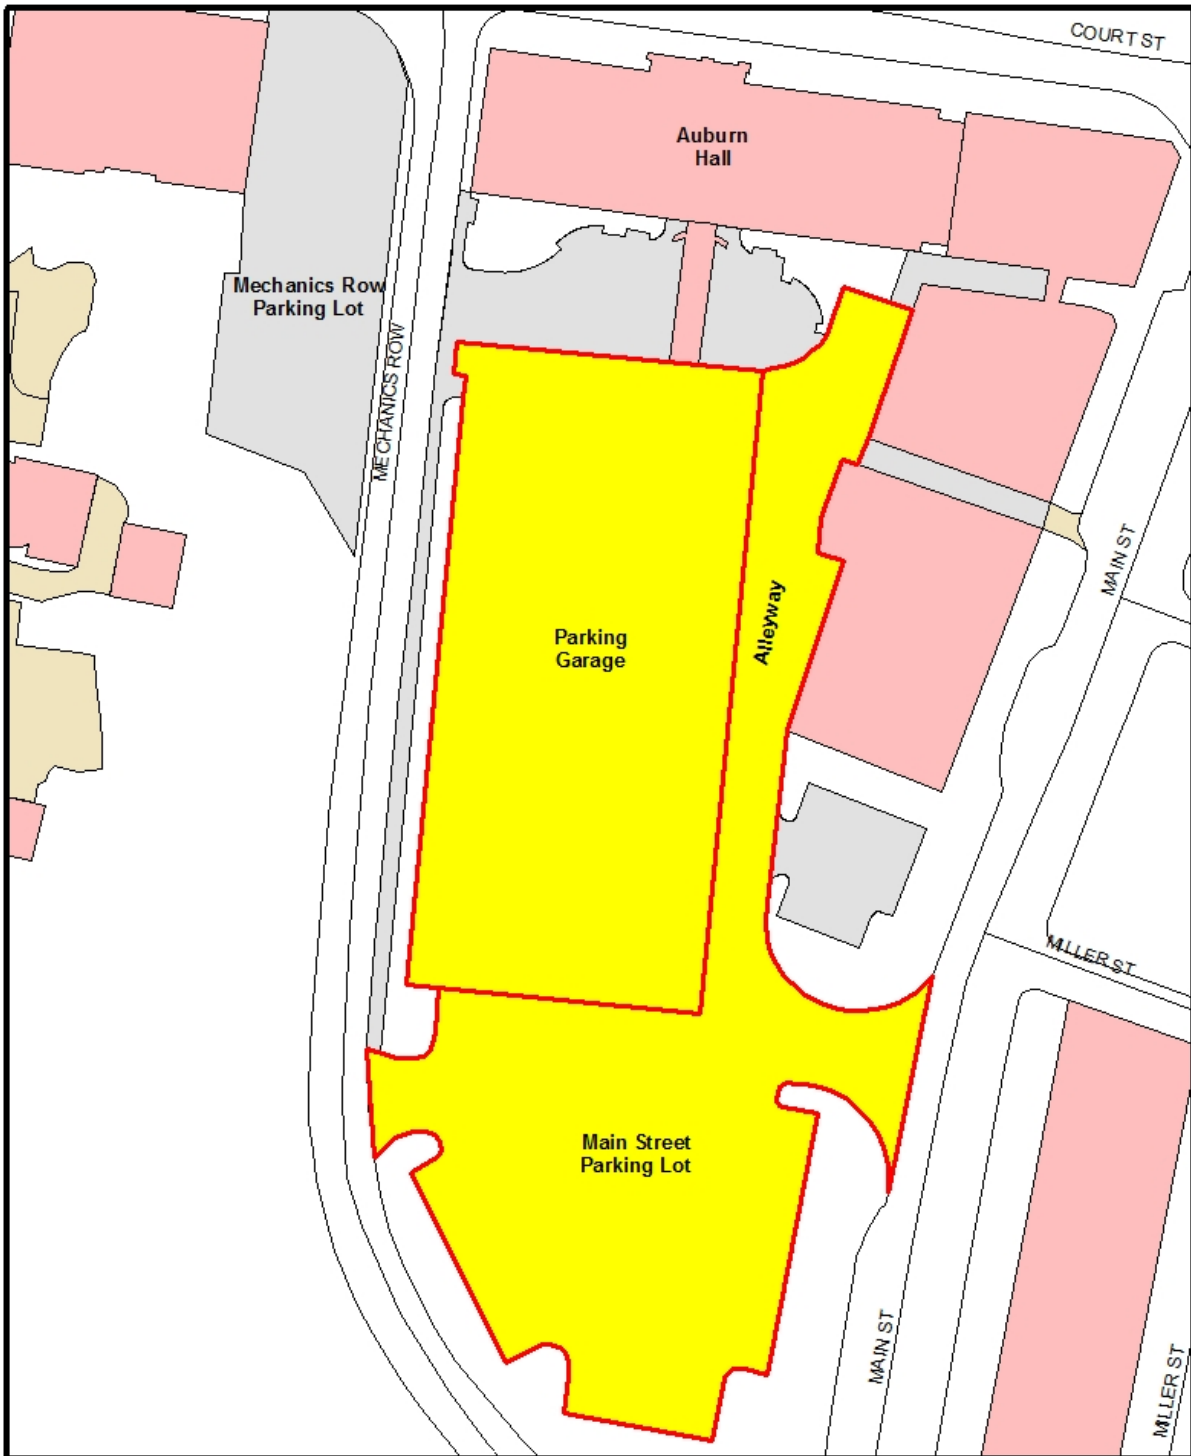 COURT ST
Auburn
Hall
Mechanics Row
Parking Lot
MECHANICS ROW
MAIN ST
Alleyway
Parking
Garage
MILLER ST
Main Street
Parking Lot
MAIN ST
MILLER ST